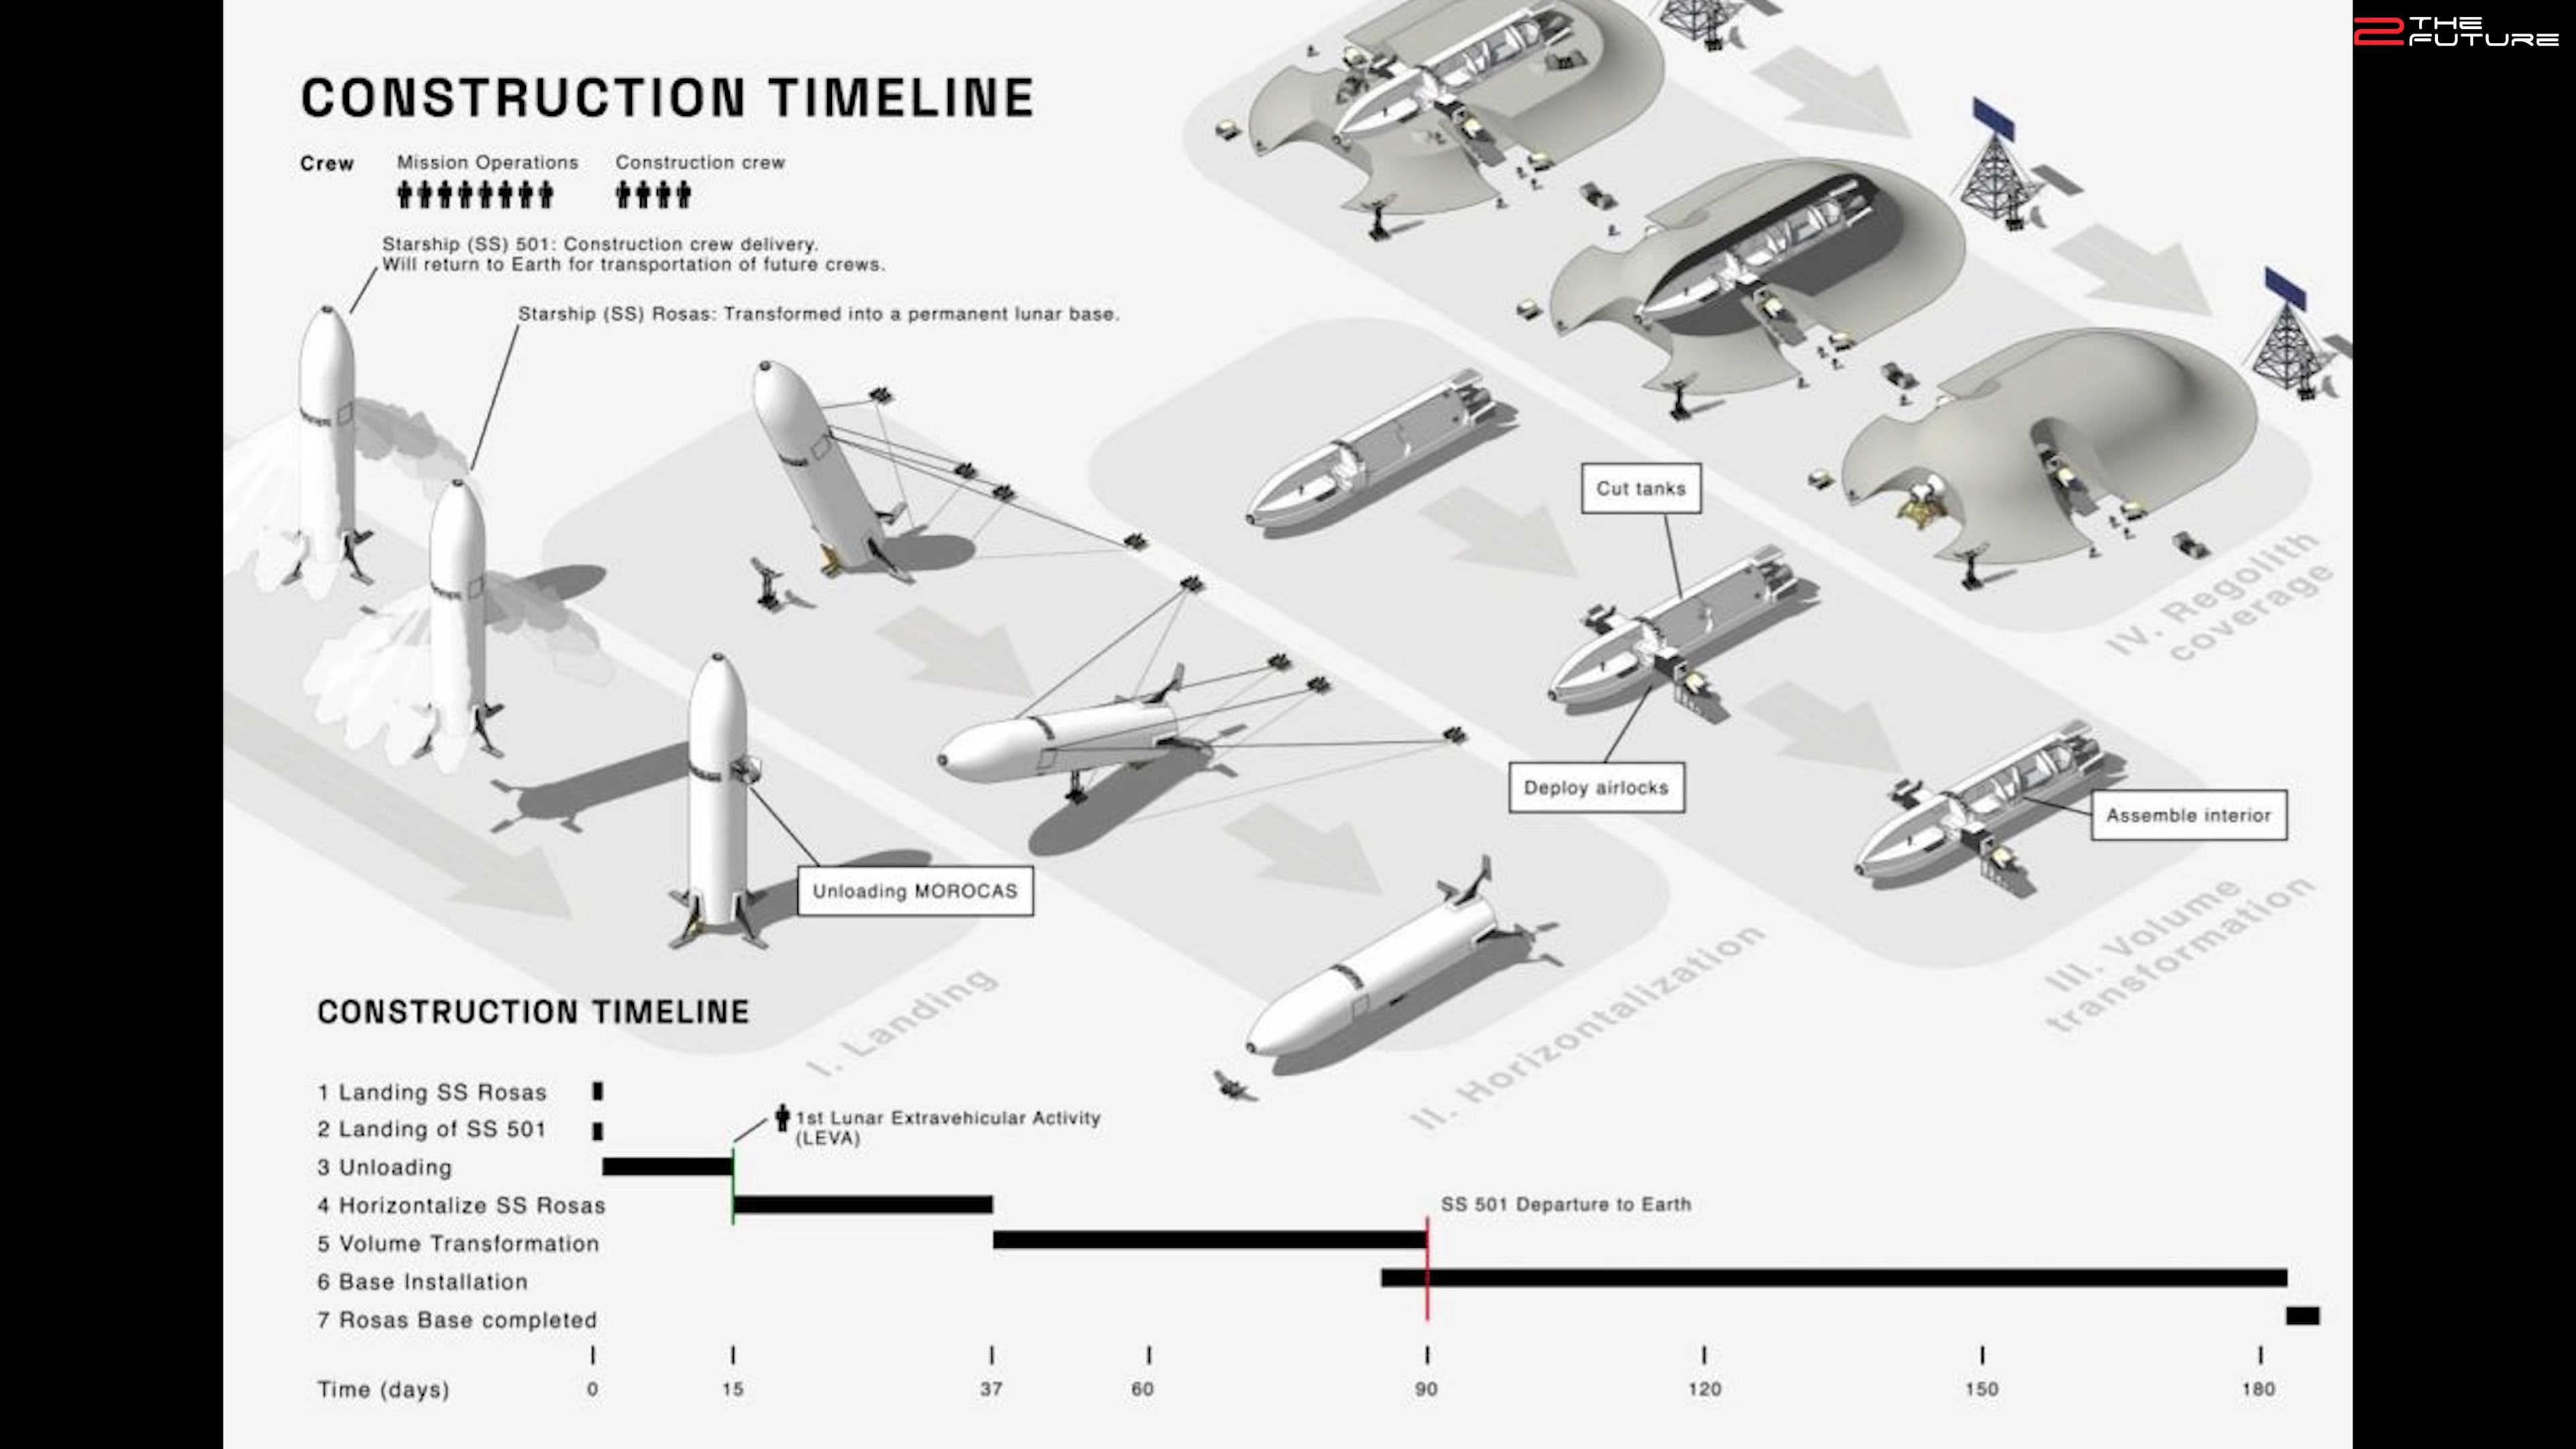 2 THE
FUTURE
CONSTRUCTION TIMELINE
Crew
Mission Operations
Construction crew
Starship (SS) 501: Construction crew delivery.
Will return to Earth for transportation of future crews.
Starship (SS) Rosas: Transformed into a permanent lunar base.
Cut tanks
Deploy airlocks
Assemble interior
Unloading MOROCAS
I. Landing
II. Horizontalization
III. Volume
transformation
IV. Regolith
coverage
CONSTRUCTION TIMELINE
1 Landing SS Rosas
2 Landing of SS 501
1st Lunar Extravehicular Activity
(LEVA)
3 Unloading
4 Horizontalize SS Rosas
SS 501 Departure to Earth
5 Volume Transformation
6 Base Installation
7 Rosas Base completed
Time (days) 0 15 37 60 90 120 150 180